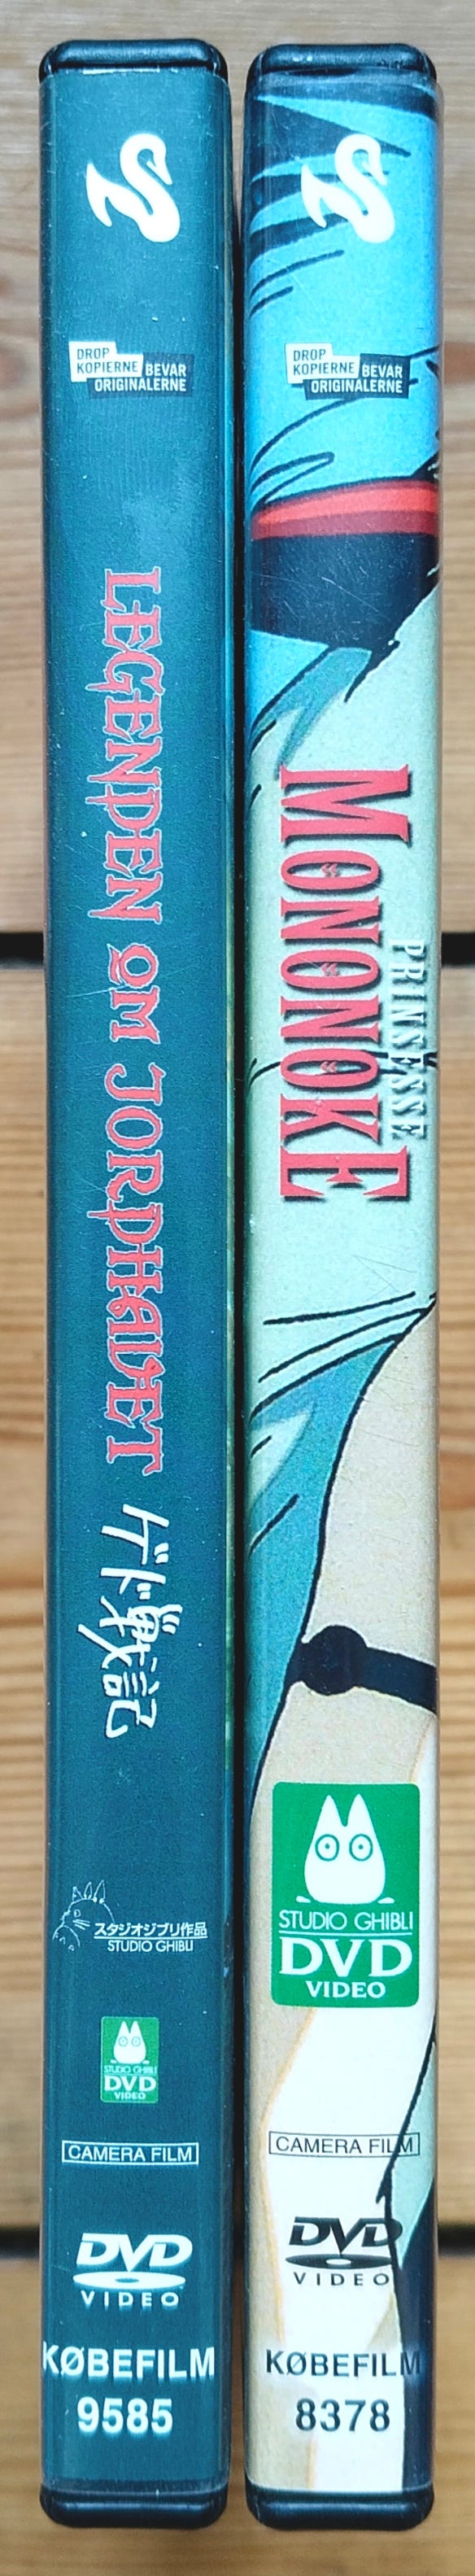 DROP
KOPIERNE BEVAR
ORIGINALERNE
LEGENDEN OM JORDHAVET ゲド戦記
スタジオジブリ作品
STUDIO GHIBLI
STUDIO GHIBLI
DVD
VIDEO
CAMERA FILM
DVD
VIDEO
KØBEFILM
9585
DROP
KOPIERNE BEVAR
ORIGINALERNE
PRINSESSE
MONONOKE
STUDIO GHIBLI
DVD
VIDEO
CAMERA FILM
DVD
VIDEO
KØBEFILM
8378